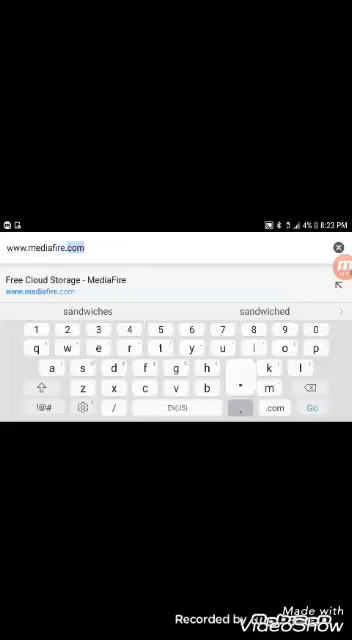 4% 8:23 PM
www.mediafire.com
Free Cloud Storage - MediaFire
www.mediafire.com
sandwiches sandwiched
1 2 3 4 5 6 7 8 9 0
q w e r t y u i o p
a s d f g h k l
z x c v b . m
!@# / EN(US) , .com Go
Made with
Recorded by
VideoShow